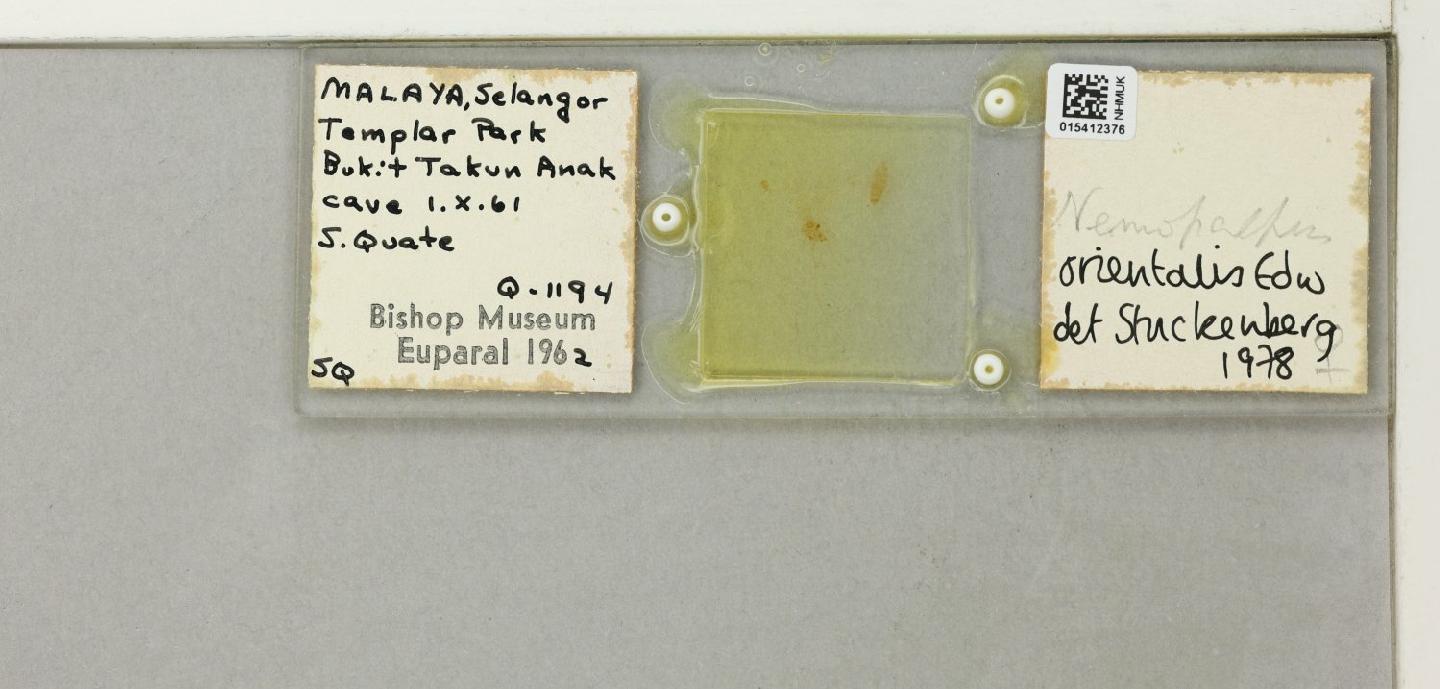 MALAYA, Selangor
Templar Park
Bukit Takun Anak
cave 1.X.61
S. Quate
Q-1194
Bishop Museum
Euparal 1962
SQ
NHMUK
015412376
Nemopalpus
orientalis Edw
det Stuckenberg
1978 ♀